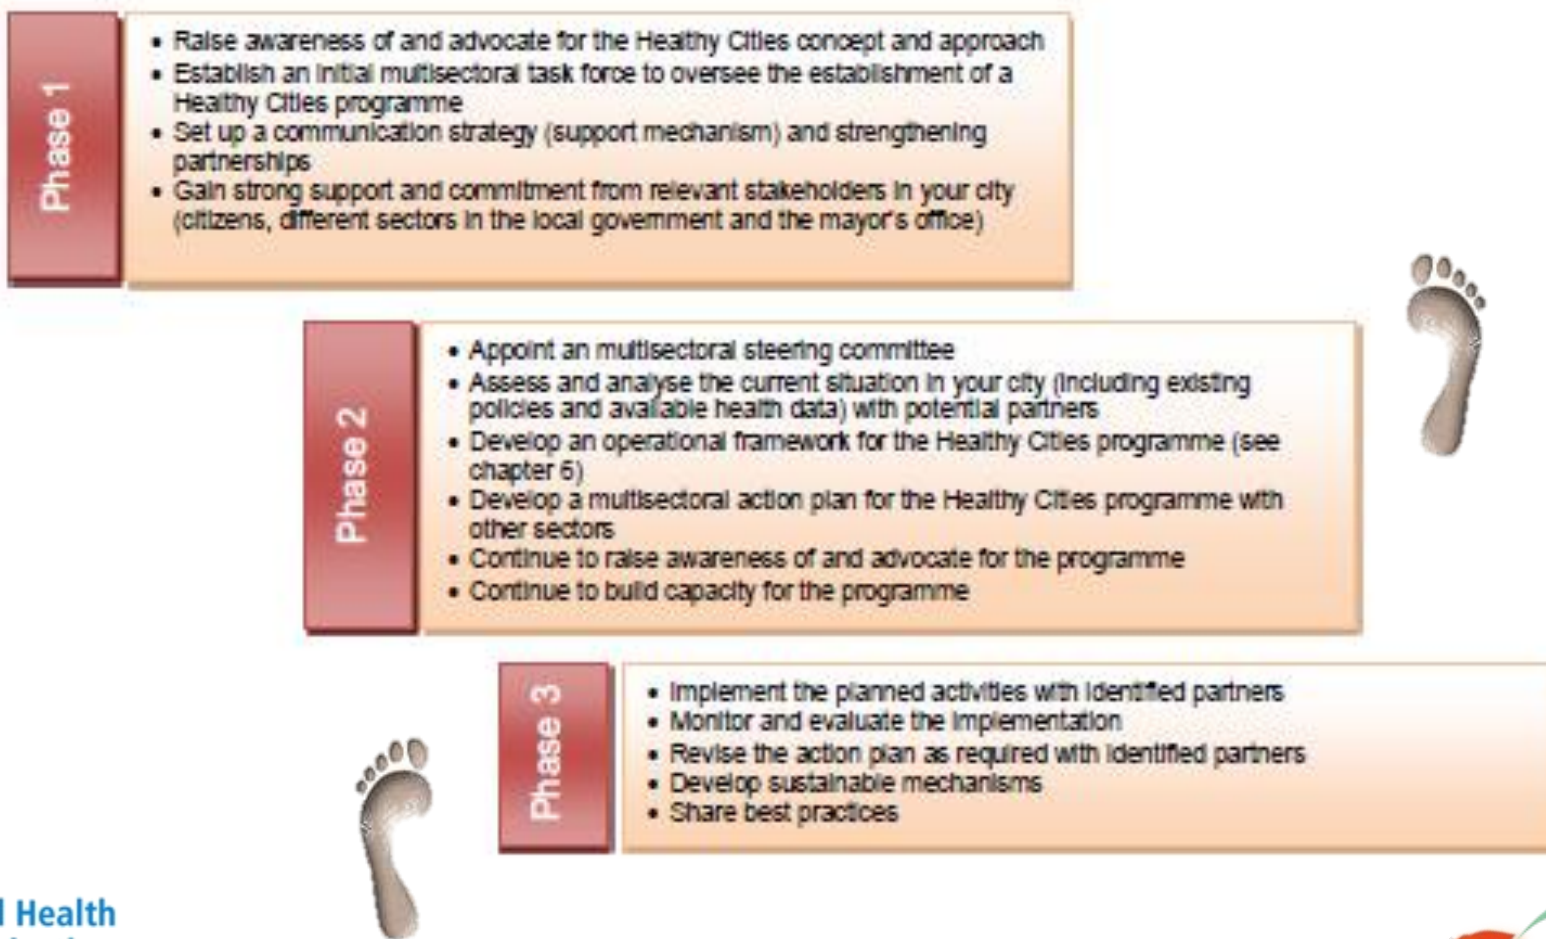 Phase 1
• Raise awareness of and advocate for the Healthy Cities concept and approach
• Establish an initial multisectoral task force to oversee the establishment of a
Healthy Cities programme
• Set up a communication strategy (support mechanism) and strengthening
partnerships
• Gain strong support and commitment from relevant stakeholders in your city
(citizens, different sectors in the local government and the mayor's office)
Phase 2
• Appoint an multisectoral steering committee
• Assess and analyse the current situation in your city (including existing
policies and available health data) with potential partners
• Develop an operational framework for the Healthy Cities programme (see
chapter 6)
• Develop a multisectoral action plan for the Healthy Cities programme with
other sectors
• Continue to raise awareness of and advocate for the programme
• Continue to build capacity for the programme
Phase 3
• Implement the planned activities with identified partners
• Monitor and evaluate the implementation
• Revise the action plan as required with identified partners
• Develop sustainable mechanisms
• Share best practices
Health